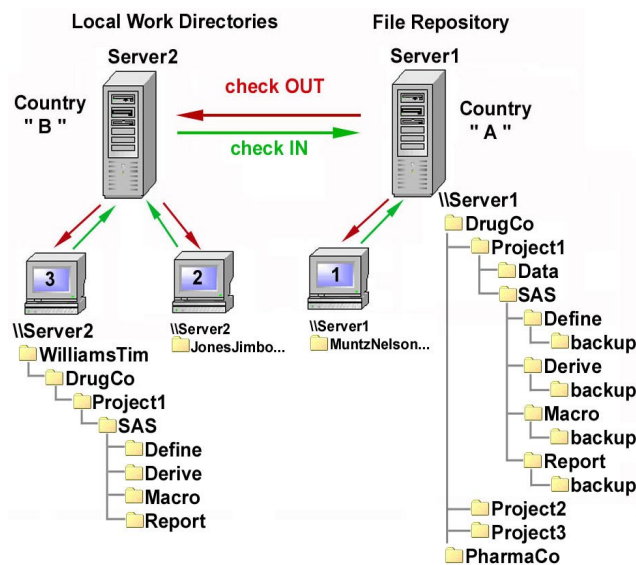 Local Work Directories
File Repository
Server2
Server1
Country
" B "
check OUT
check IN
Country
" A "
\\Server1
DrugCo
Project1
Data
SAS
Define
backup
Derive
backup
Macro
backup
Report
backup
Project2
Project3
PharmaCo
3
2
1
\\Server2
WilliamsTim
DrugCo
Project1
SAS
Define
Derive
Macro
Report
\\Server2
JonesJimbo...
\\Server1
MuntzNelson...